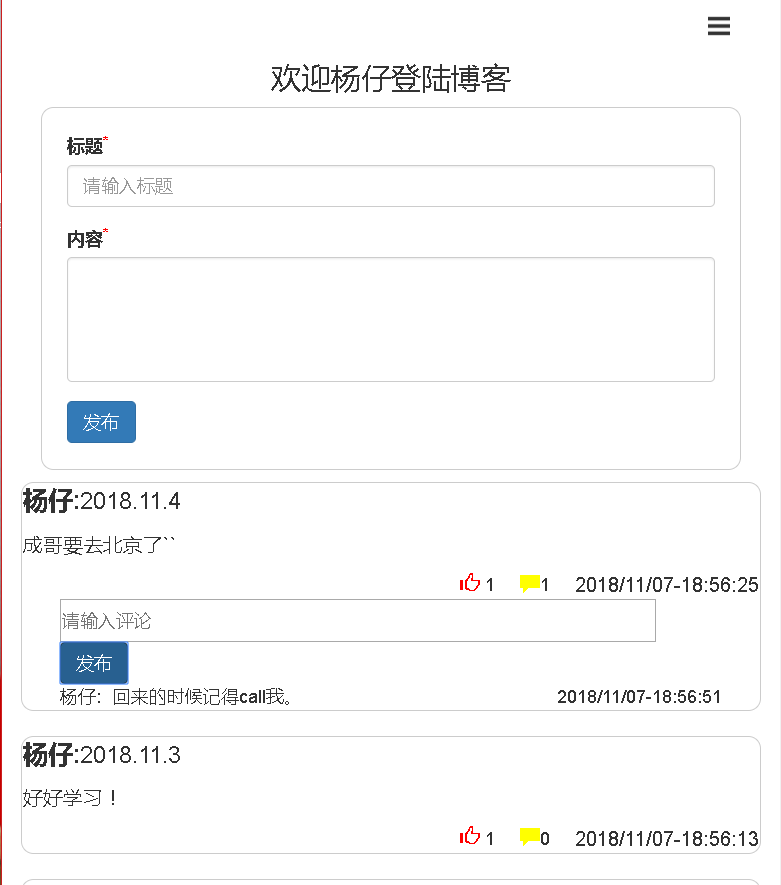 欢迎杨仔登陆博客
标题*
请输入标题
内容*
发布
杨仔:2018.11.4
成哥要去北京了``
1 1 2018/11/07-18:56:25
请输入评论
发布
杨仔：回来的时候记得call我。 2018/11/07-18:56:51
杨仔:2018.11.3
好好学习！
1 0 2018/11/07-18:56:13